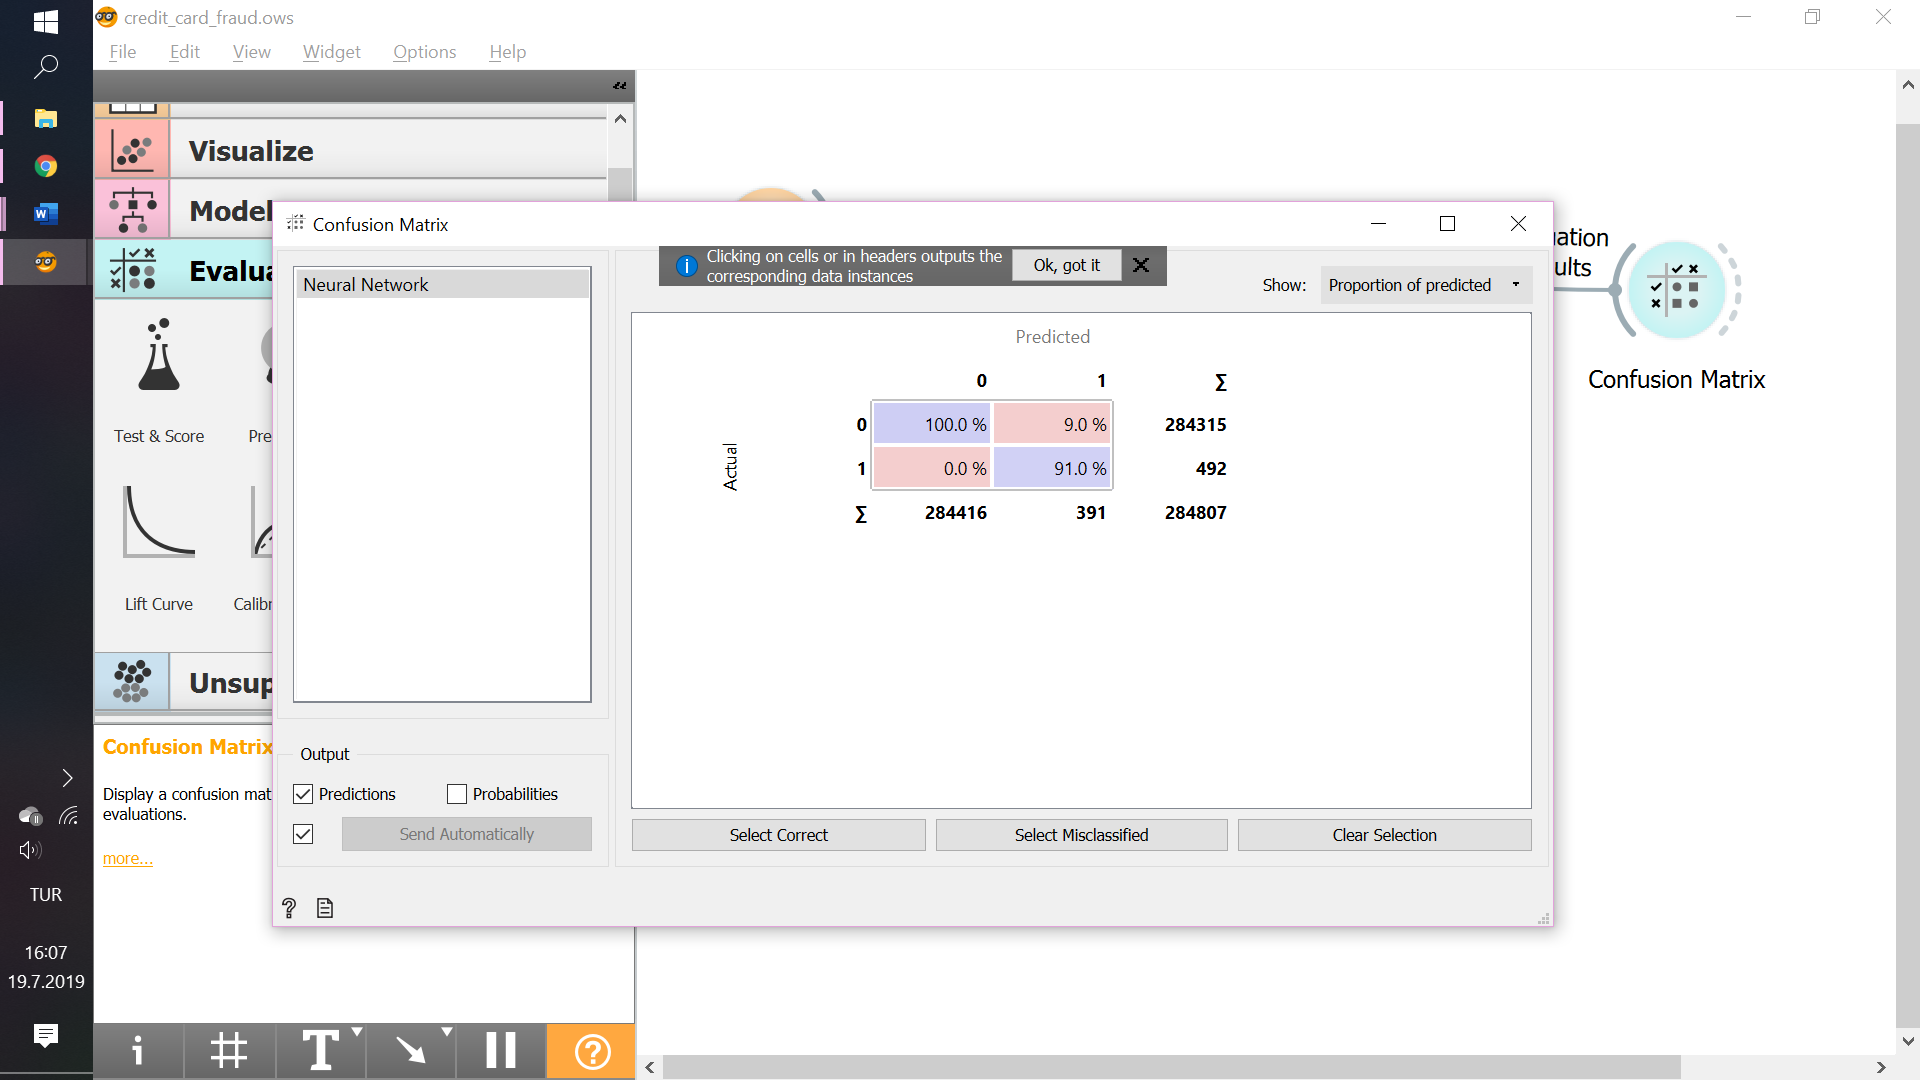 credit_card_fraud.ows
File Edit View Widget Options Help
Visualize
Model
Evalua
Test & Score Pre
Lift Curve Calibr
Unsup
Confusion Matrix
Display a confusion mat
evaluations.
more...
Confusion Matrix
Neural Network
Clicking on cells or in headers outputs the
corresponding data instances
Ok, got it
Show: Proportion of predicted
Predicted
0 1 ∑
Actual
0 100.0 % 9.0 % 284315
1 0.0 % 91.0 % 492
∑ 284416 391 284807
Output
Predictions Probabilities
Send Automatically
Select Correct Select Misclassified Clear Selection
ation
ults
Confusion Matrix
TUR
16:07
19.7.2019